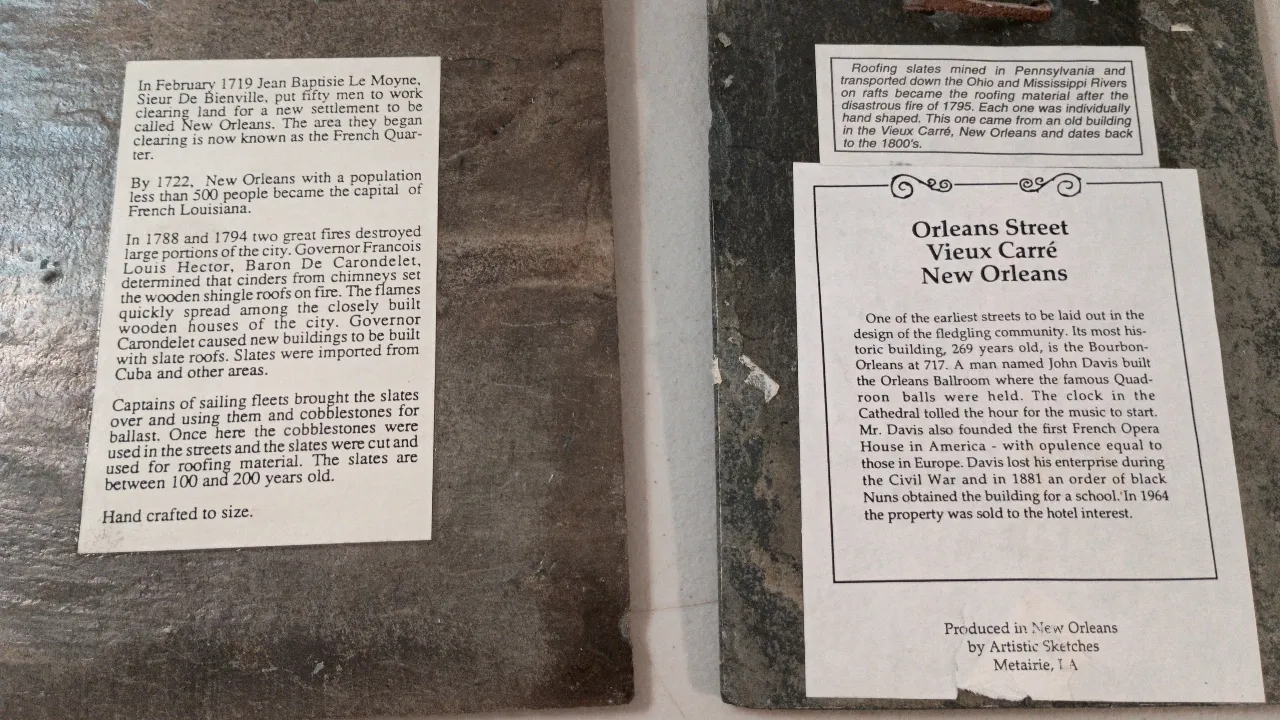 In February 1719 Jean Baptisie Le Moyne,
Sieur De Bienville, put fifty men to work
clearing land for a new settlement to be
called New Orleans. The area they began
clearing is now known as the French Quar-
ter.
By 1722, New Orleans with a population
less than 500 people became the capital of
French Louisiana.
In 1788 and 1794 two great fires destroyed
large portions of the city. Governor Francois
Louis Hector, Baron De Carondelet,
determined that cinders from chimneys set
the wooden shingle roofs on fire. The flames
quickly spread among the closely built
wooden houses of the city. Governor
Carondelet caused new buildings to be built
with slate roofs. Slates were imported from
Cuba and other areas.
Captains of sailing fleets brought the slates
over and using them and cobblestones for
ballast. Once here the cobblestones were
used in the streets and the slates were cut and
used for roofing material. The slates are
between 100 and 200 years old.
Hand crafted to size.
Roofing slates mined in Pennsylvania and
transported down the Ohio and Mississippi Rivers
on rafts became the roofing material after the
disastrous fire of 1795. Each one was individually
hand shaped. This one came from an old building
in the Vieux Carré, New Orleans and dates back
to the 1800's.
Orleans Street
Vieux Carré
New Orleans
One of the earliest streets to be laid out in the
design of the fledgling community. Its most his-
toric building, 269 years old, is the Bourbon-
Orleans at 717. A man named John Davis built
the Orleans Ballroom where the famous Quad-
roon balls were held. The clock in the
Cathedral tolled the hour for the music to start.
Mr. Davis also founded the first French Opera
House in America - with opulence equal to
those in Europe. Davis lost his enterprise during
the Civil War and in 1881 an order of black
Nuns obtained the building for a school. In 1964
the property was sold to the hotel interest.
Produced in New Orleans
by Artistic Sketches
Metairie, LA